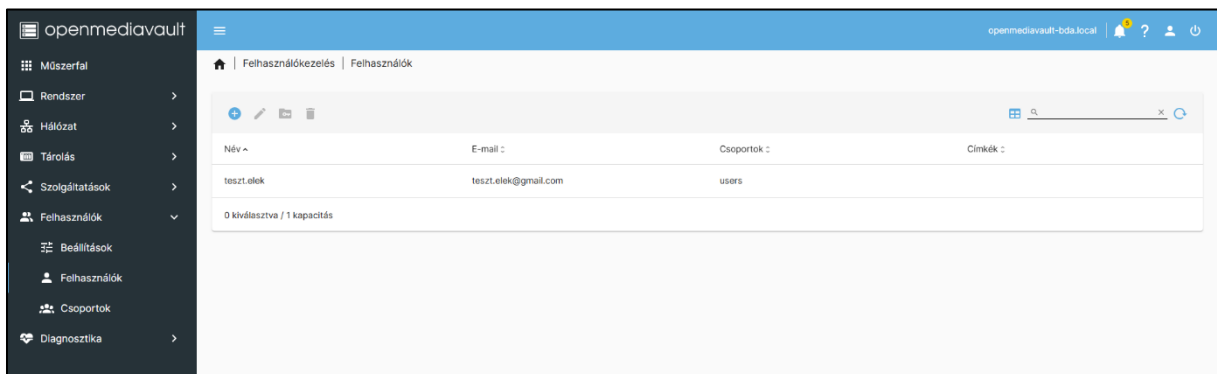 openmediavault
openmediavault-bda.local
5
?
Műszerfal
Felhasználókezelés | Felhasználók
Rendszer
Hálózat
Tárolás
Szolgáltatások
Felhasználók
Beállítások
Felhasználók
Csoportok
Diagnosztika
Név
E-mail
Csoportok
Címkék
teszt.elek
teszt.elek@gmail.com
users
0 kiválasztva / 1 kapacitás